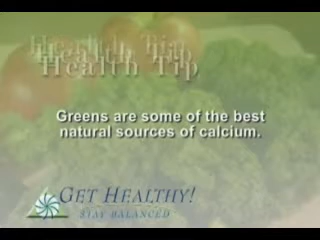 Health Tip
Greens are some of the best
natural sources of calcium.
GET HEALTHY!
STAY BALANCED